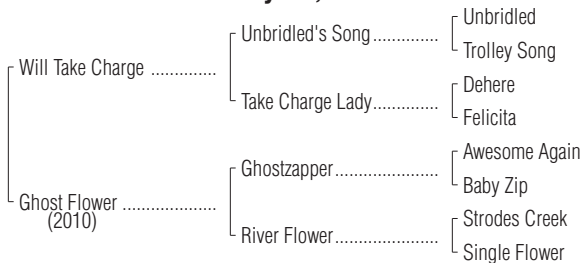 Unbridled
Unbridled's Song..............
Trolley Song
Will Take Charge ..............
Dehere
Take Charge Lady..............
Felicita
Awesome Again
Ghostzapper......................
Baby Zip
Ghost Flower ....................
(2010)
Strodes Creek
River Flower......................
Single Flower